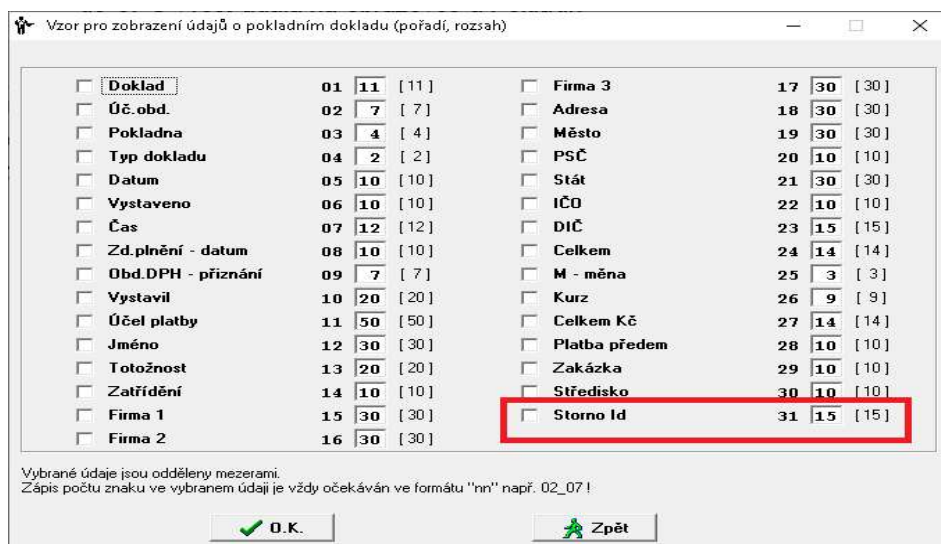 Vzor pro zobrazení údajů o pokladním dokladu (pořadí, rozsah)
Doklad 01 11 [ 11 ]
Úč.obd. 02 7 [ 7 ]
Pokladna 03 4 [ 4 ]
Typ dokladu 04 2 [ 2 ]
Datum 05 10 [ 10 ]
Vystaveno 06 10 [ 10 ]
Čas 07 12 [ 12 ]
Zd.plnění - datum 08 10 [ 10 ]
Obd.DPH - přiznání 09 7 [ 7 ]
Vystavil 10 20 [ 20 ]
Účel platby 11 50 [ 50 ]
Jméno 12 30 [ 30 ]
Totožnost 13 20 [ 20 ]
Zatřídění 14 10 [ 10 ]
Firma 1 15 30 [ 30 ]
Firma 2 16 30 [ 30 ]
Firma 3 17 30 [ 30 ]
Adresa 18 30 [ 30 ]
Město 19 30 [ 30 ]
PSČ 20 10 [ 10 ]
Stát 21 30 [ 30 ]
IČO 22 10 [ 10 ]
DIČ 23 15 [ 15 ]
Celkem 24 14 [ 14 ]
M - měna 25 3 [ 3 ]
Kurz 26 9 [ 9 ]
Celkem Kč 27 14 [ 14 ]
Platba předem 28 10 [ 10 ]
Zakázka 29 10 [ 10 ]
Středisko 30 10 [ 10 ]
Storno Id 31 15 [ 15 ]
Vybrané údaje jsou odděleny mezerami.
Zápis počtu znaku ve vybranem údaji je vždy očekáván ve formátu "nn" např. 02_07 !
O.K.
Zpět